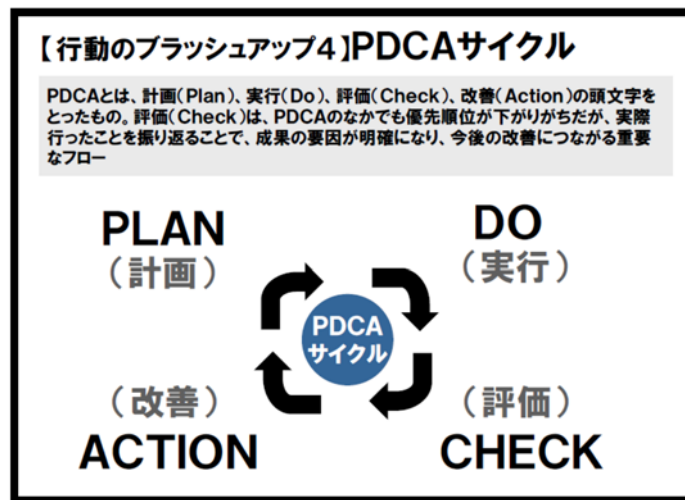 【行動のブラッシュアップ4】PDCAサイクル
PDCAとは、計画(Plan)、実行(Do)、評価(Check)、改善(Action)の頭文字を
とったもの。評価(Check)は、PDCAのなかでも優先順位が下がりがちだが、実際
行ったことを振り返ることで、成果の要因が明確になり、今後の改善につながる重要
なフロー
PLAN
(計画)
DO
(実行)
PDCA
サイクル
(改善)
ACTION
(評価)
CHECK